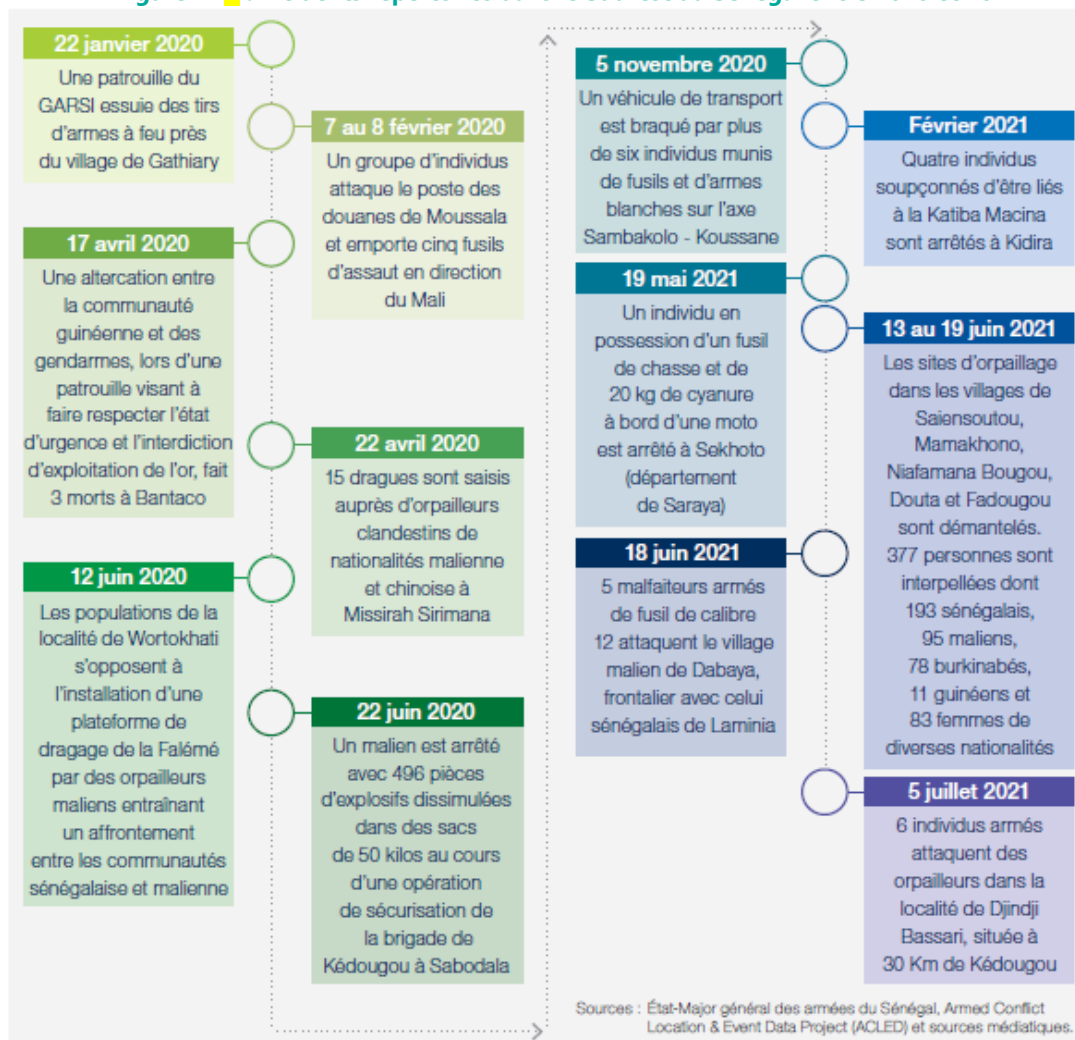 22 janvier 2020
Une patrouille du
GARSI essuie des tirs
d'armes à feu près
du village de Gathiary
7 au 8 février 2020
Un groupe d'individus
attaque le poste des
douanes de Moussala
et emporte cinq fusils
d'assaut en direction
du Mali
17 avril 2020
Une altercation entre
la communauté
guinéenne et des
gendarmes, lors d'une
patrouille visant à
faire respecter l'état
d'urgence et l'interdiction
d'exploitation de l'or, fait
3 morts à Bantaco
22 avril 2020
15 dragues sont saisis
auprès d'orpailleurs
clandestins de
nationalités malienne
et chinoise à
Missirah Sirimana
12 juin 2020
Les populations de la
localité de Wortokhati
s'opposent à
l'installation d'une
plateforme de
dragage de la Falémé
par des orpailleurs
maliens entraînant
un affrontement
entre les communautés
sénégalaise et malienne
22 juin 2020
Un malien est arrêté
avec 496 pièces
d'explosifs dissimulées
dans des sacs
de 50 kilos au cours
d'une opération
de sécurisation de
la brigade de
Kédougou à Sabodala
5 novembre 2020
Un véhicule de transport
est braqué par plus
de six individus munis
de fusils et d'armes
blanches sur l'axe
Sambakolo - Koussane
Février 2021
Quatre individus
soupçonnés d'être liés
à la Katiba Macina
sont arrêtés à Kidira
19 mai 2021
Un individu en
possession d'un fusil
de chasse et de
20 kg de cyanure
à bord d'une moto
est arrêté à Sekhoto
(département
de Saraya)
13 au 19 juin 2021
Les sites d'orpaillage
dans les villages de
Saiensoutou,
Mamakhono,
Niafamana Bougou,
Douta et Fadougou
sont démantelés.
377 personnes sont
interpellées dont
193 sénégalais,
95 maliens,
78 burkinabés,
11 guinéens et
83 femmes de
diverses nationalités
18 juin 2021
5 malfaiteurs armés
de fusil de calibre
12 attaquent le village
malien de Dabaya,
frontalier avec celui
sénégalais de Laminia
5 juillet 2021
6 individus armés
attaquent des
orpailleurs dans la
localité de Djindji
Bassari, située à
30 Km de Kédougou
Sources : État-Major général des armées du Sénégal, Armed Conflict
Location & Event Data Project (ACLED) et sources médiatiques.